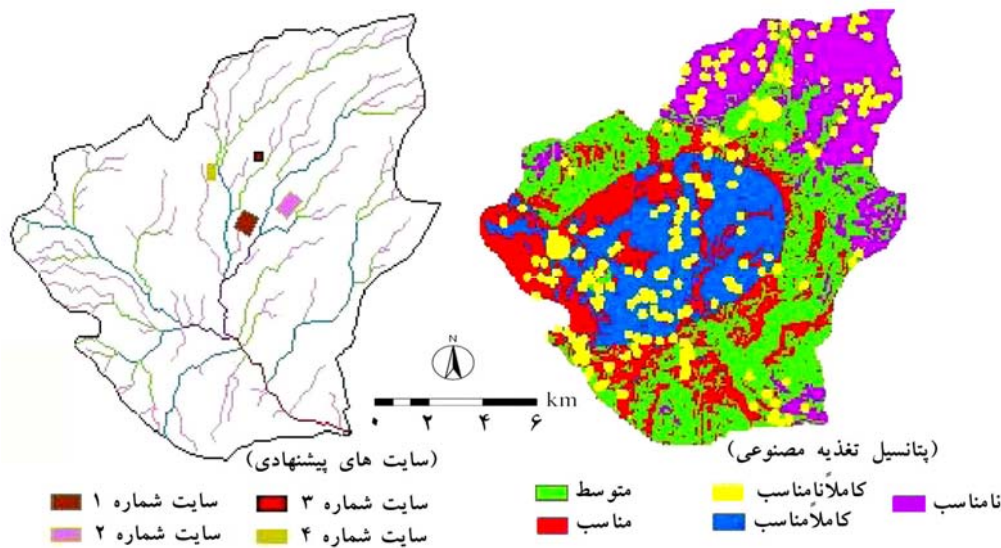 N
۰ ۲ ۴ ۶ km
(سایت های پیشنهادی)
سایت شماره ۱
سایت شماره ۳
سایت شماره ۲
سایت شماره ۴
(پتانسیل تغذیه مصنوعی)
متوسط
کاملاًنامناسب
نامناسب
مناسب
کاملاًمناسب